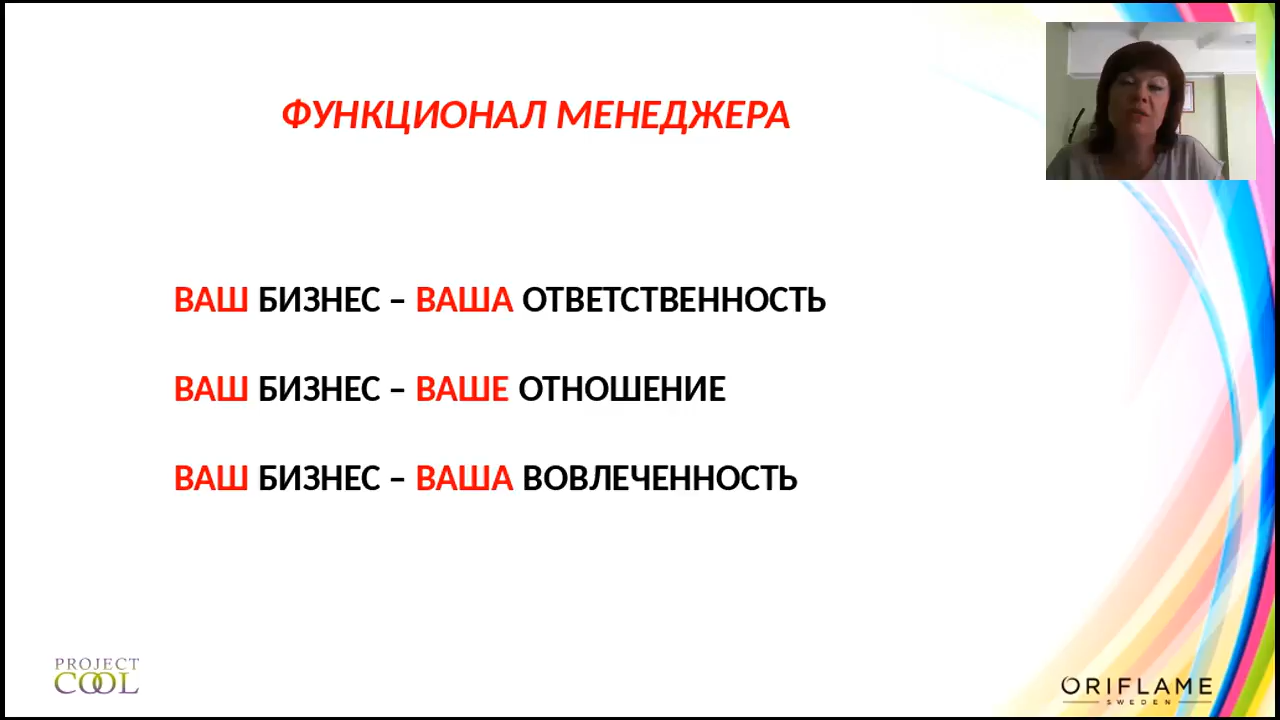 ФУНКЦИОНАЛ МЕНЕДЖЕРА
ВАШ БИЗНЕС – ВАША ОТВЕТСТВЕННОСТЬ
ВАШ БИЗНЕС – ВАШЕ ОТНОШЕНИЕ
ВАШ БИЗНЕС – ВАША ВОВЛЕЧЕННОСТЬ
PROJECT
COOL
ORIFLAME
SWEDEN